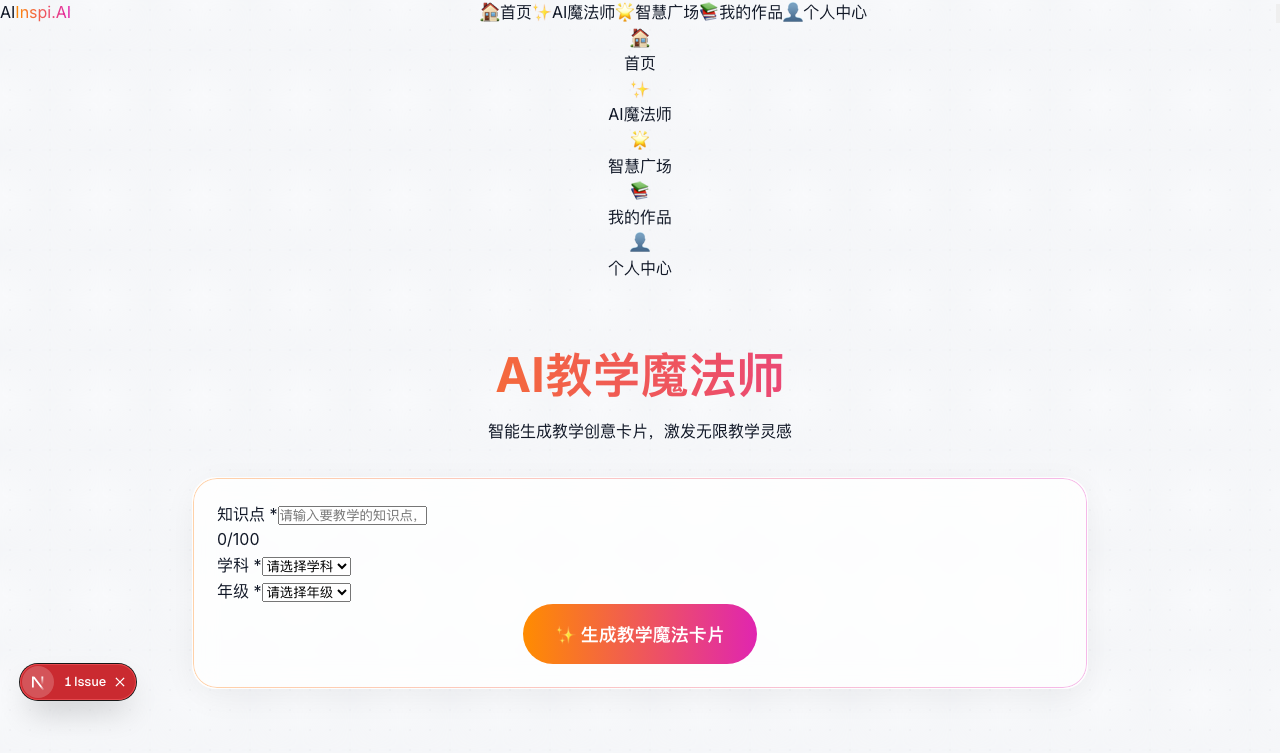 AIInspi.AI
🏠首页✨AI魔法师🌟智慧广场📚我的作品👤个人中心
🏠
首页
✨
AI魔法师
🌟
智慧广场
📚
我的作品
👤
个人中心
AI教学魔法师
智能生成教学创意卡片，激发无限教学灵感
知识点 *请输入要教学的知识点，
0/100
学科 *请选择学科
年级 *请选择年级
✨ 生成教学魔法卡片
N 1 Issue